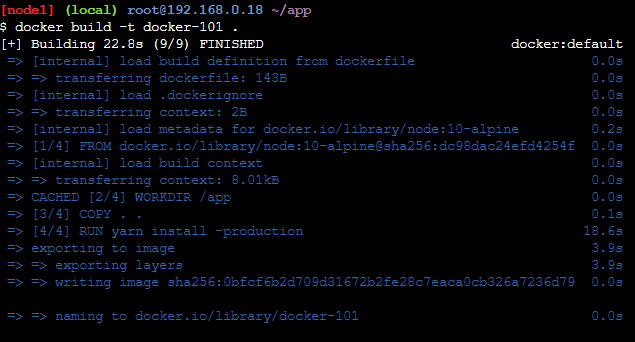 [node1] (local) root@192.168.0.18 ~/app
$ docker build -t docker-101 .
[+] Building 22.8s (9/9) FINISHED docker:default
=> [internal] load build definition from dockerfile 0.0s
=> => transferring dockerfile: 143B 0.0s
=> [internal] load .dockerignore 0.0s
=> => transferring context: 2B 0.0s
=> [internal] load metadata for docker.io/library/node:10-alpine 0.2s
=> [1/4] FROM docker.io/library/node:10-alpine@sha256:dc98dac24efd4254f 0.0s
=> [internal] load build context 0.0s
=> => transferring context: 8.01kB 0.0s
=> CACHED [2/4] WORKDIR /app 0.0s
=> [3/4] COPY . . 0.1s
=> [4/4] RUN yarn install -production 18.6s
=> exporting to image 3.9s
=> => exporting layers 3.9s
=> => writing image sha256:0bfcf6b2d709d31672b2fe28c7eaca0cb326a7236d79 0.0s
=> => naming to docker.io/library/docker-101 0.0s